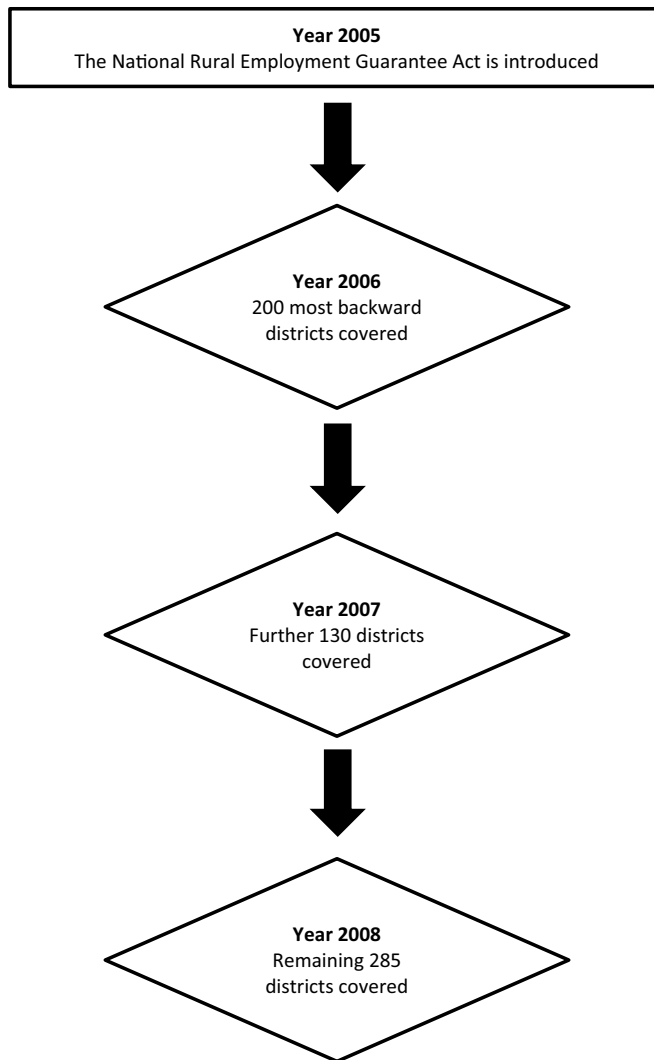 Year 2005
The National Rural Employment Guarantee Act is introduced
Year 2006
200 most backward
districts covered
Year 2007
Further 130 districts
covered
Year 2008
Remaining 285
districts covered